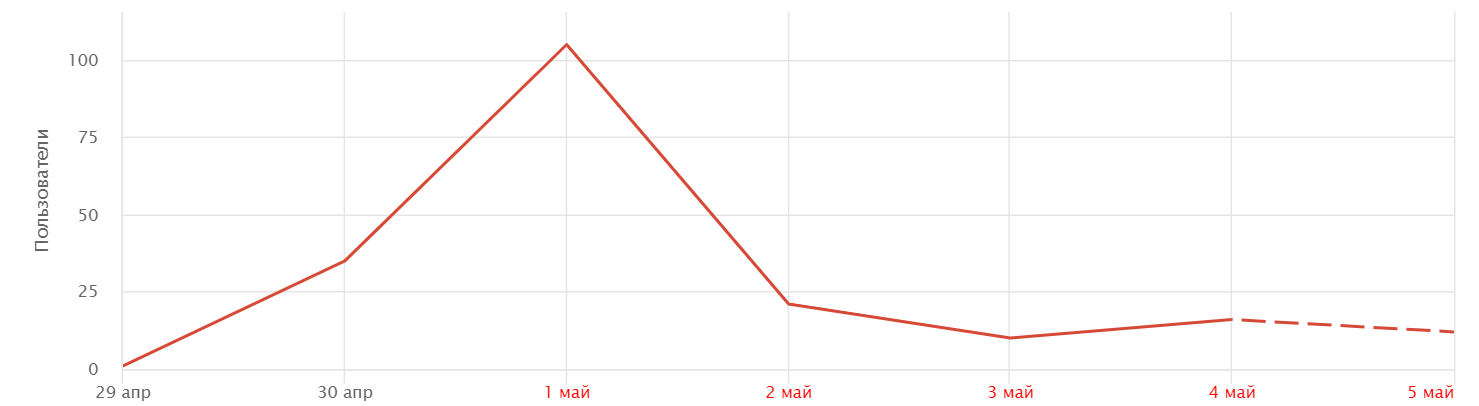 Пользователи
100
75
50
25
0
29 апр
30 апр
1 май
2 май
3 май
4 май
5 май